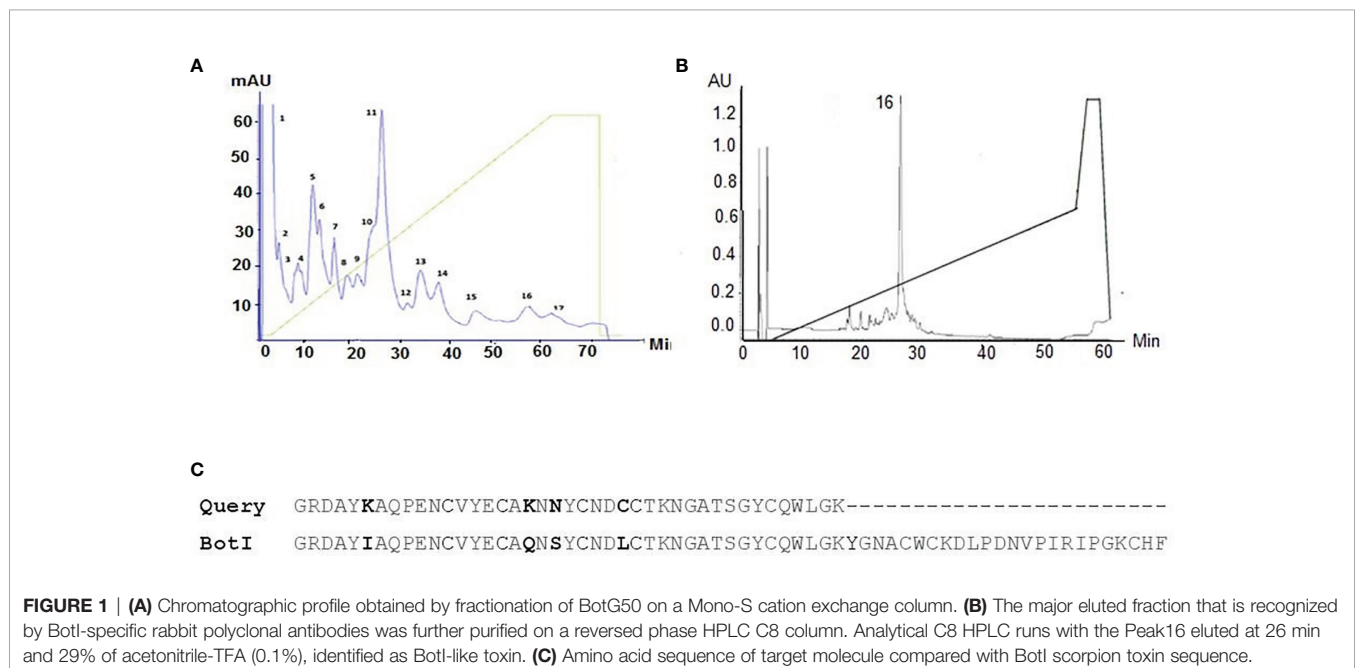 A
mAU
60
50
40
30
20
10
1
2
3
4
5
6
7
8
9
10
11
12
13
14
15
16
17
0 10 20 30 40 50 60 70 Mi
B
AU
1.2
1.0
0.8
0.6
0.4
0.2
0.0
16
0 10 20 30 40 50 60 Min
C
Query GRDAYKAQPENCVYECAKNNYCNDCCTKNGATSGYCQWLGK-----------------------
BotI GRDAYIAQPENCVYECAQNSYCNDLCTKNGATSGYCQWLGKYGNACWCKDLPDNVPIRIPGKCHF
FIGURE 1 | (A) Chromatographic profile obtained by fractionation of BotG50 on a Mono-S cation exchange column. (B) The major eluted fraction that is recognized
by BotI-specific rabbit polyclonal antibodies was further purified on a reversed phase HPLC C8 column. Analytical C8 HPLC runs with the Peak16 eluted at 26 min
and 29% of acetonitrile-TFA (0.1%), identified as BotI-like toxin. (C) Amino acid sequence of target molecule compared with BotI scorpion toxin sequence.